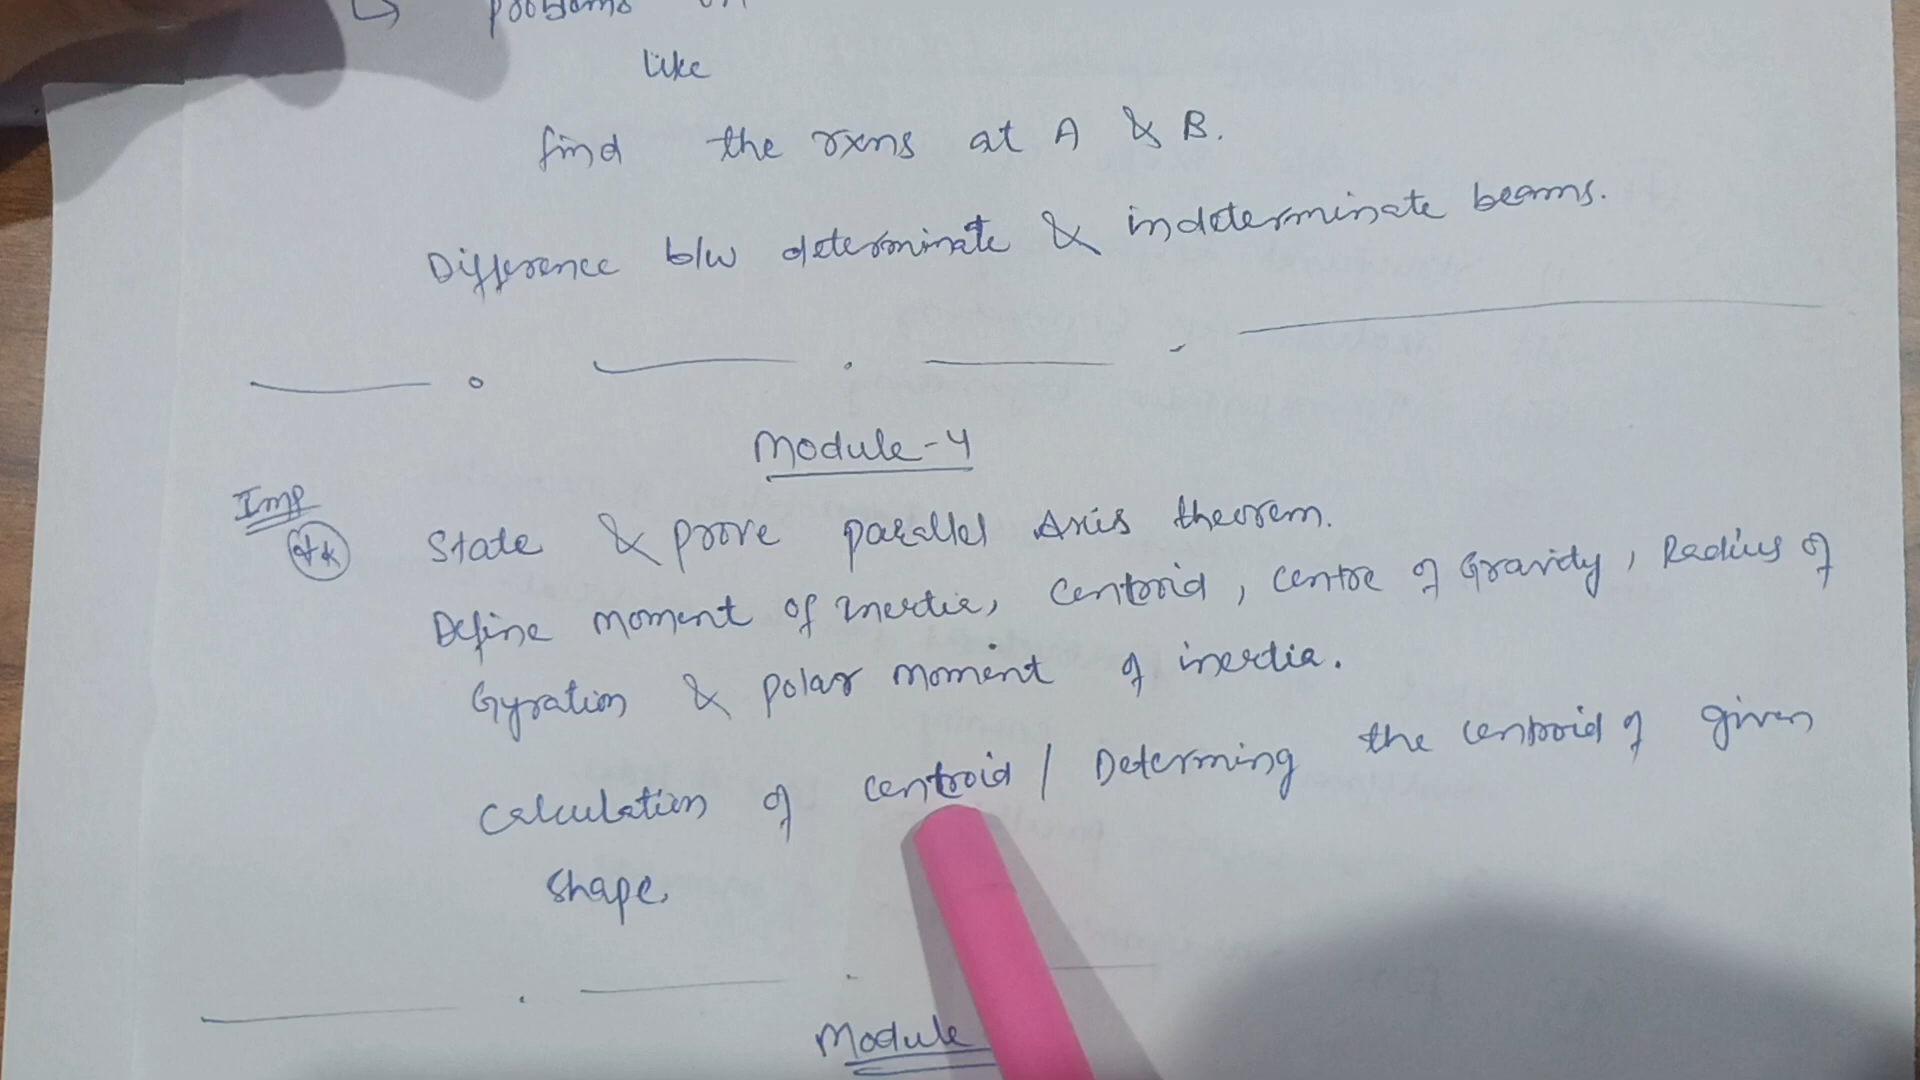 problems
like
find the rxns at A & B.
Difference b/w determinate & indeterminate beams.
Module-4
Imp
State & prove parallel Axis theorem.
Define moment of inertia, centroid, centre of Gravity, Radius of
Gyration & polar moment of inertia.
calculation of centroid / Determing the centroid of given
shape.
Module